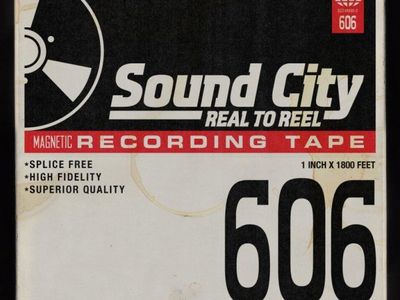 606
Sound City
REAL TO REEL
MAGNETIC RECORDING TAPE
*SPLICE FREE
1 INCH X 1800 FEET
*HIGH FIDELITY
*SUPERIOR QUALITY
606